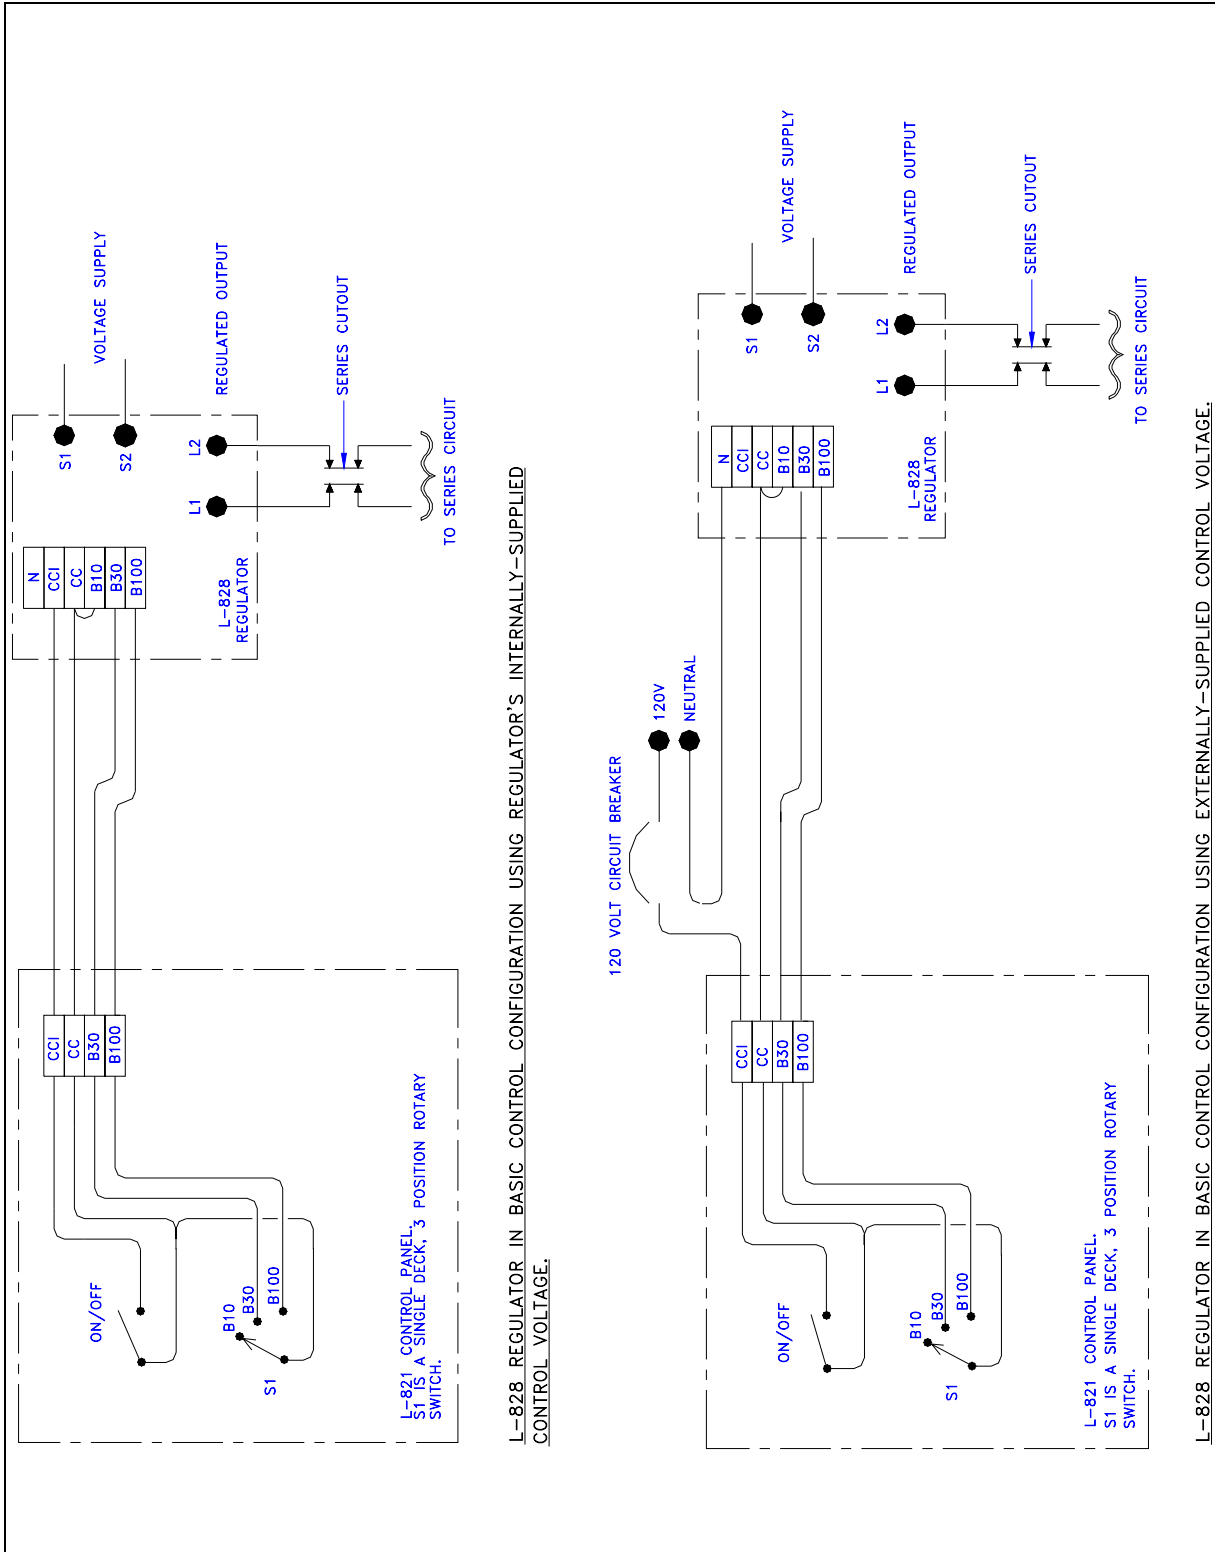 VOLTAGE SUPPLY
S1
S2
REGULATED OUTPUT
L2
L1
SERIES CUTOUT
TO SERIES CIRCUIT
N
CCI
CC
B10
B30
B100
L-828
REGULATOR
CCI
CC
B30
B100
ON/OFF
B10
B30
B100
S1
L-821 CONTROL PANEL.
S1 IS A SINGLE DECK, 3 POSITION ROTARY
SWITCH.
L-828 REGULATOR IN BASIC CONTROL CONFIGURATION USING REGULATOR'S INTERNALLY-SUPPLIED
CONTROL VOLTAGE.
VOLTAGE SUPPLY
S1
S2
REGULATED OUTPUT
L2
L1
SERIES CUTOUT
TO SERIES CIRCUIT
N
CCI
CC
B10
B30
B100
L-828
REGULATOR
120V
NEUTRAL
120 VOLT CIRCUIT BREAKER
CCI
CC
B30
B100
ON/OFF
B10
B30
B100
S1
L-821 CONTROL PANEL.
S1 IS A SINGLE DECK, 3 POSITION ROTARY
SWITCH.
L-828 REGULATOR IN BASIC CONTROL CONFIGURATION USING EXTERNALLY-SUPPLIED CONTROL VOLTAGE.